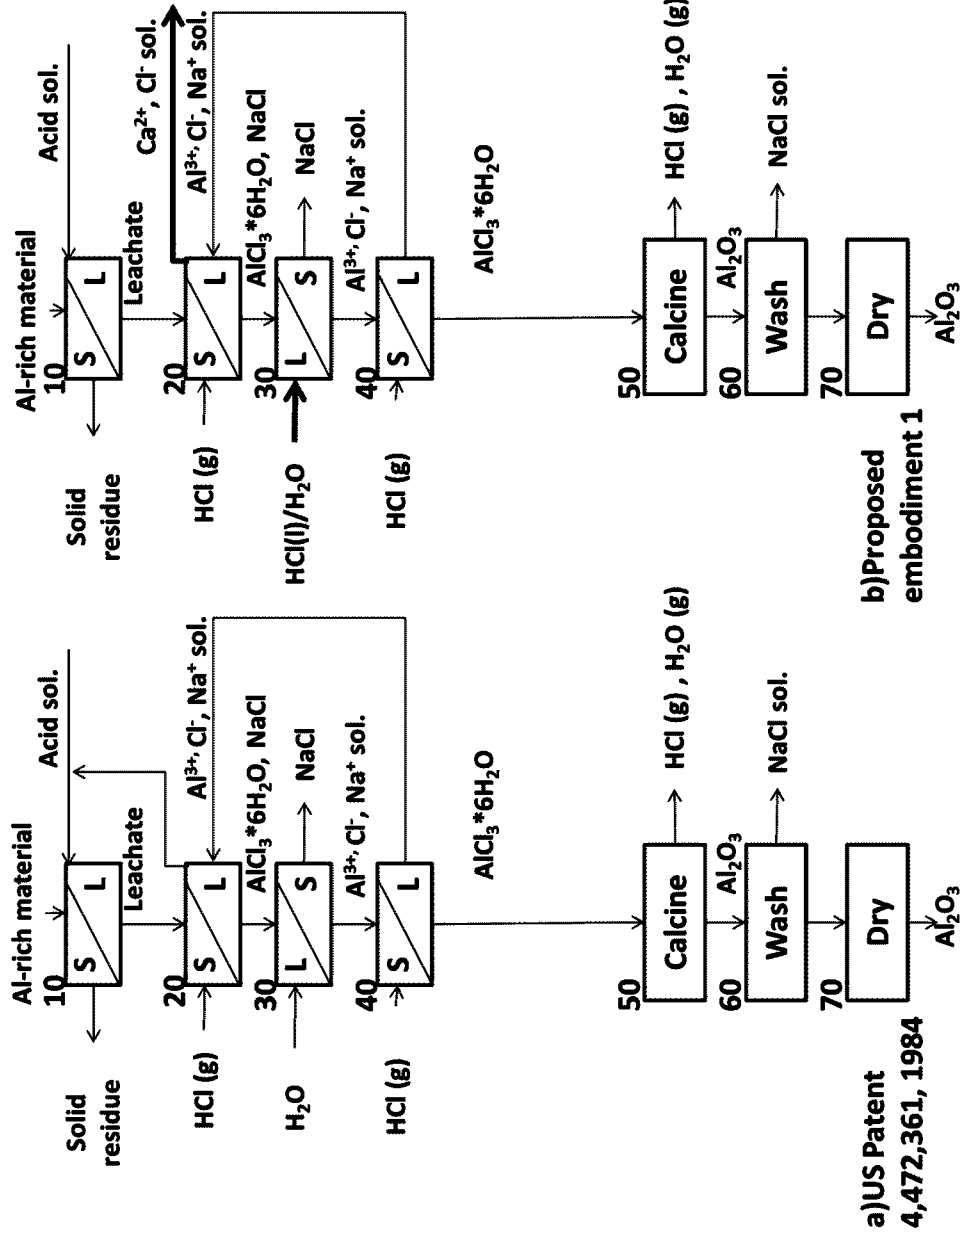 Al-rich material
10
S
L
Acid sol.
Solid
residue
Leachate
20
HCl (g)
S
L
Al³⁺, Cl⁻, Na⁺ sol.
AlCl₃*6H₂O, NaCl
30
H₂O
L
S
NaCl
Al³⁺, Cl⁻, Na⁺ sol.
40
HCl (g)
S
L
AlCl₃*6H₂O
50
Calcine
HCl (g) , H₂O (g)
Al₂O₃
60
Wash
NaCl sol.
70
Dry
Al₂O₃
a)US Patent
4,472,361, 1984
Al-rich material
10
S
L
Acid sol.
Solid
residue
Leachate
Ca²⁺, Cl⁻ sol.
20
HCl (g)
S
L
Al³⁺, Cl⁻, Na⁺ sol.
AlCl₃*6H₂O, NaCl
30
HCl(l)/H₂O
L
S
NaCl
Al³⁺, Cl⁻, Na⁺ sol.
40
HCl (g)
S
L
AlCl₃*6H₂O
50
Calcine
HCl (g) , H₂O (g)
Al₂O₃
60
Wash
NaCl sol.
70
Dry
Al₂O₃
b)Proposed
embodiment 1